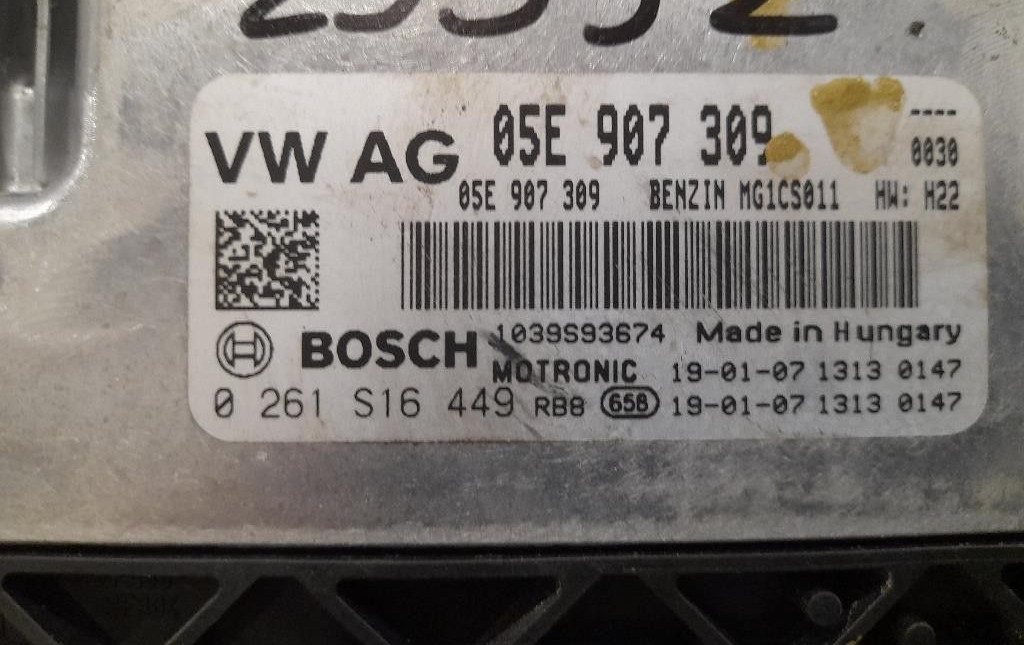 VW AG 05E 907 309 ----
0030
05E 907 309 BENZIN MG1CS011 HW: H22
BOSCH 1039S93674 Made in Hungary
MOTRONIC 19-01-07 1313 0147
0 261 S16 449 RB8 658 19-01-07 1313 0147